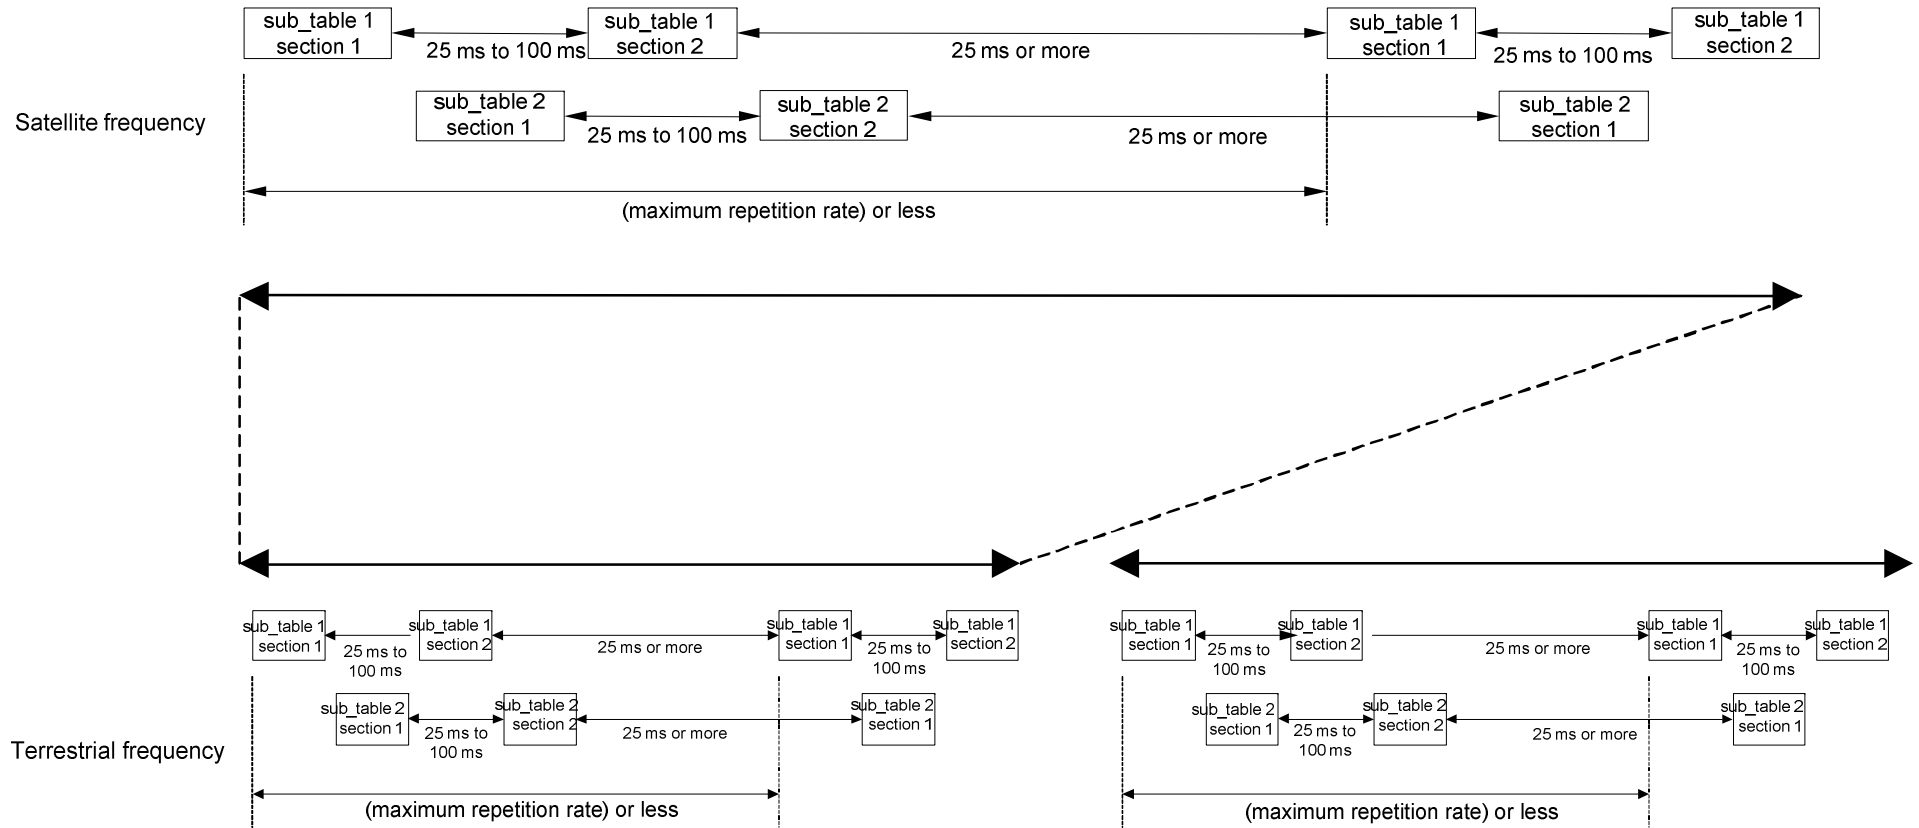 sub_table 1
section 1
25 ms to 100 ms
sub_table 1
section 2
25 ms or more
sub_table 1
section 1
25 ms to 100 ms
sub_table 1
section 2
Satellite frequency
sub_table 2
section 1
25 ms to 100 ms
sub_table 2
section 2
25 ms or more
sub_table 2
section 1
(maximum repetition rate) or less
sub_table 1
section 1
25 ms to
100 ms
sub_table 1
section 2
25 ms or more
sub_table 1
section 1
25 ms to
100 ms
sub_table 1
section 2
sub_table 1
section 1
25 ms to
100 ms
sub_table 1
section 2
25 ms or more
sub_table 1
section 1
25 ms to
100 ms
sub_table 1
section 2
Terrestrial frequency
sub_table 2
section 1
25 ms to
100 ms
sub_table 2
section 2
25 ms or more
sub_table 2
section 1
sub_table 2
section 1
25 ms to
100 ms
sub_table 2
section 2
25 ms or more
sub_table 2
section 1
(maximum repetition rate) or less
(maximum repetition rate) or less